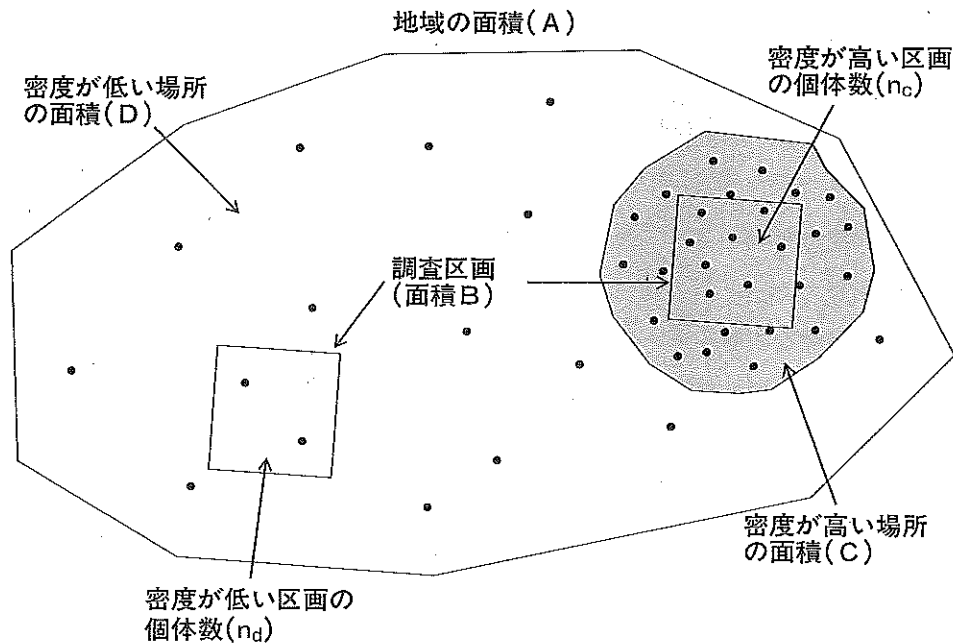 地域の面積(A)
密度が低い場所
の面積(D)
密度が高い区画
の個体数(nc)
調査区画
(面積B)
密度が高い場所
の面積(C)
密度が低い区画の
個体数(nd)